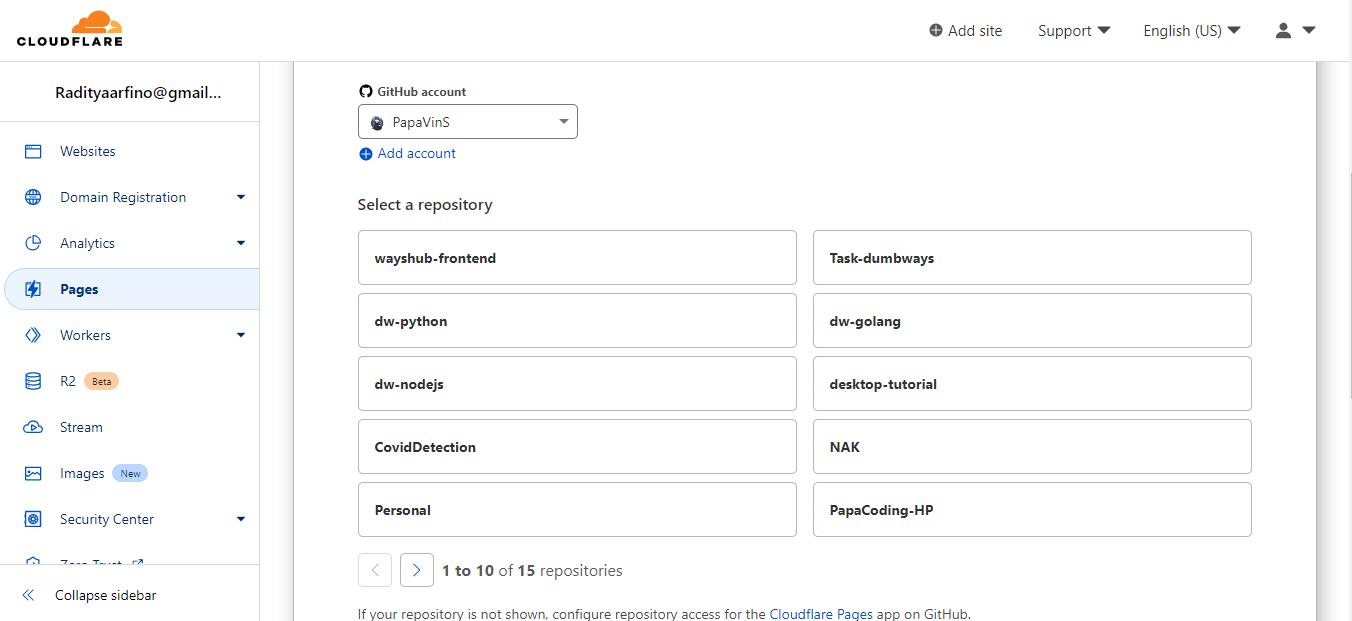 CLOUDFLARE
Add site
Support
English (US)
Radityaarfino@gmail...
Websites
Domain Registration
Analytics
Pages
Workers
R2 Beta
Stream
Images New
Security Center
Zero Trust
Collapse sidebar
GitHub account
PapaVinS
Add account
Select a repository
wayshub-frontend
Task-dumbways
dw-python
dw-golang
dw-nodejs
desktop-tutorial
CovidDetection
NAK
Personal
PapaCoding-HP
1 to 10 of 15 repositories
If your repository is not shown, configure repository access for the Cloudflare Pages app on GitHub.